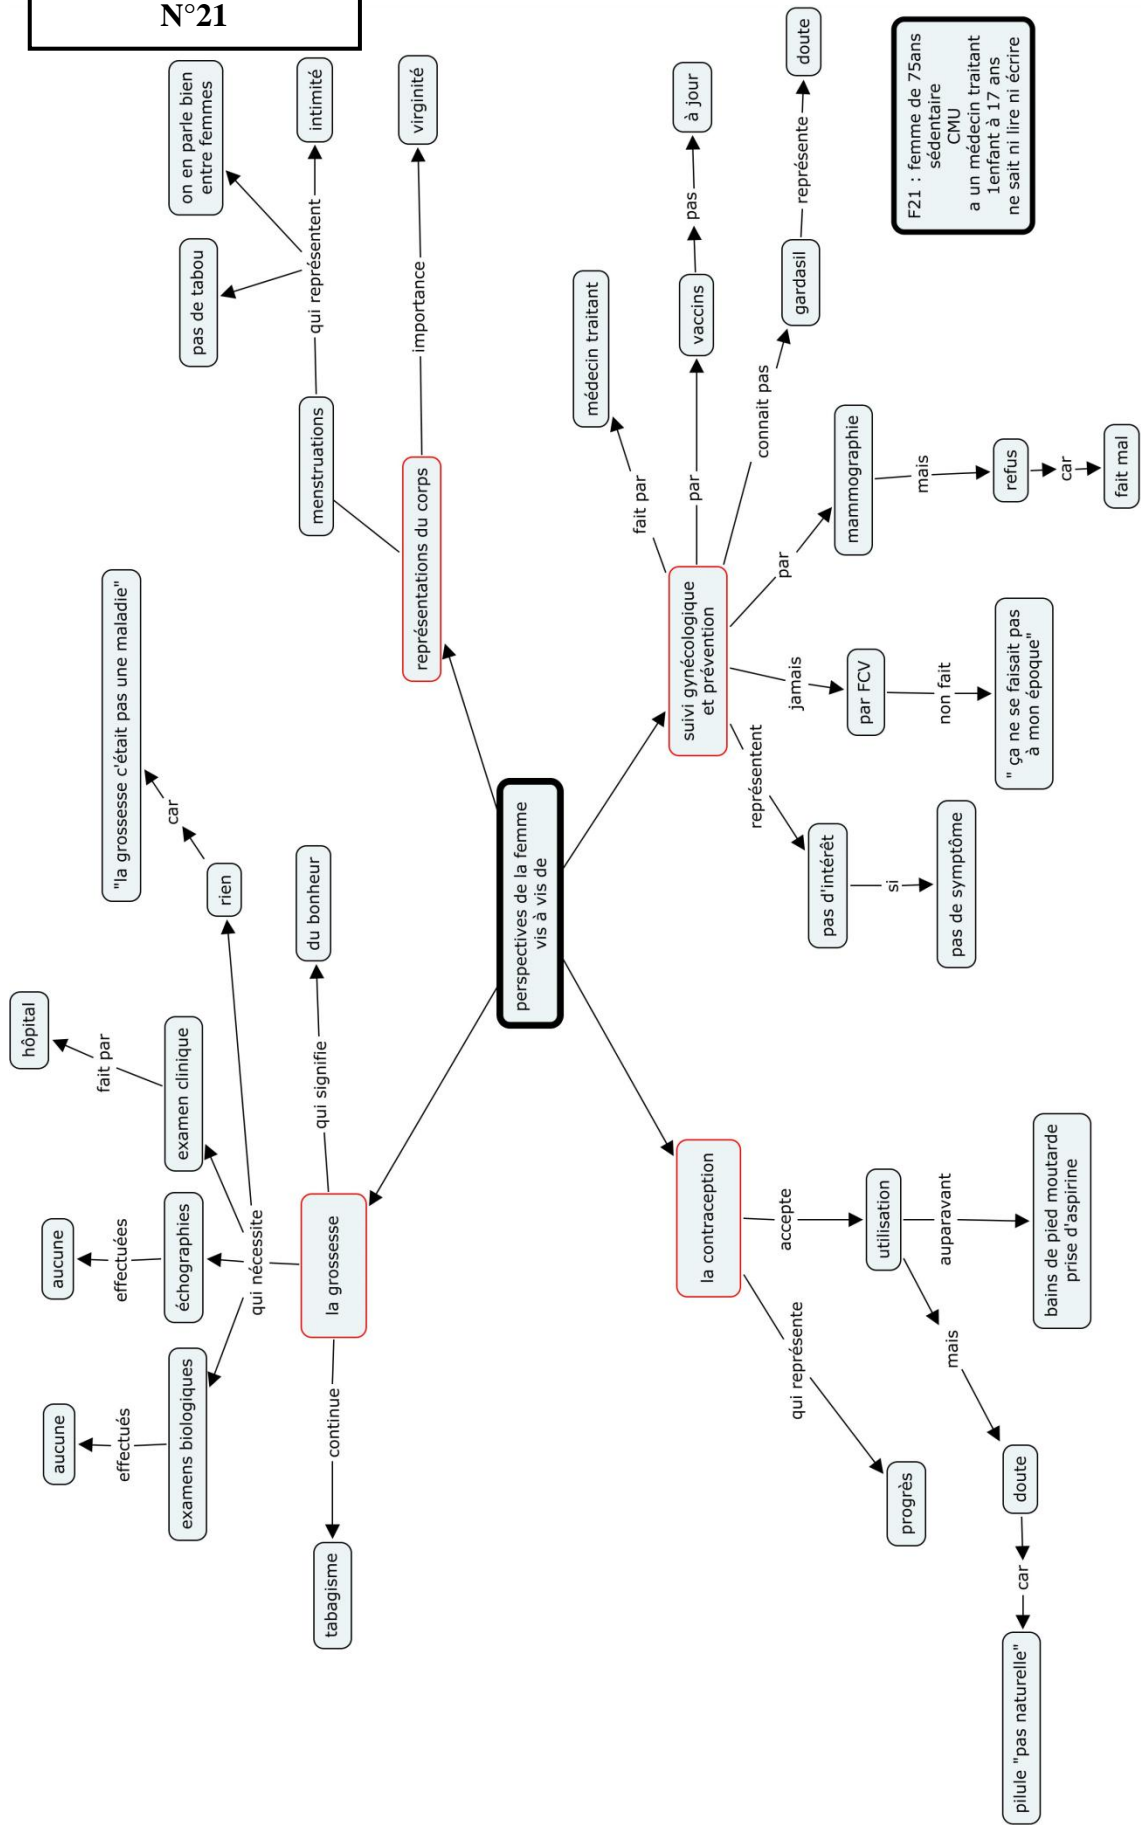 N°21
"la grossesse c'était pas une maladie"
car
rien
hôpital
fait par
examen clinique
aucune
effectuées
échographies
aucune
effectués
examens biologiques
qui nécessite
du bonheur
qui signifie
la grossesse
continue
tabagisme
on en parle bien
entre femmes
pas de tabou
intimité
qui représentent
menstruations
virginité
importance
représentations du corps
perspectives de la femme
vis à vis de
médecin traitant
fait par
à jour
pas
vaccins
par
doute
représente
gardasil
connait pas
suivi gynécologique
et prévention
par
mammographie
mais
refus
car
fait mal
jamais
par FCV
non fait
" ça ne se faisait pas
à mon époque"
représentent
pas d'intérêt
si
pas de symptôme
la contraception
accepte
utilisation
auparavant
bains de pied moutarde
prise d'aspirine
mais
doute
car
pilule "pas naturelle"
qui représente
progrès
F21 : femme de 75ans
sédentaire
CMU
a un médecin traitant
1enfant à 17 ans
ne sait ni lire ni écrire